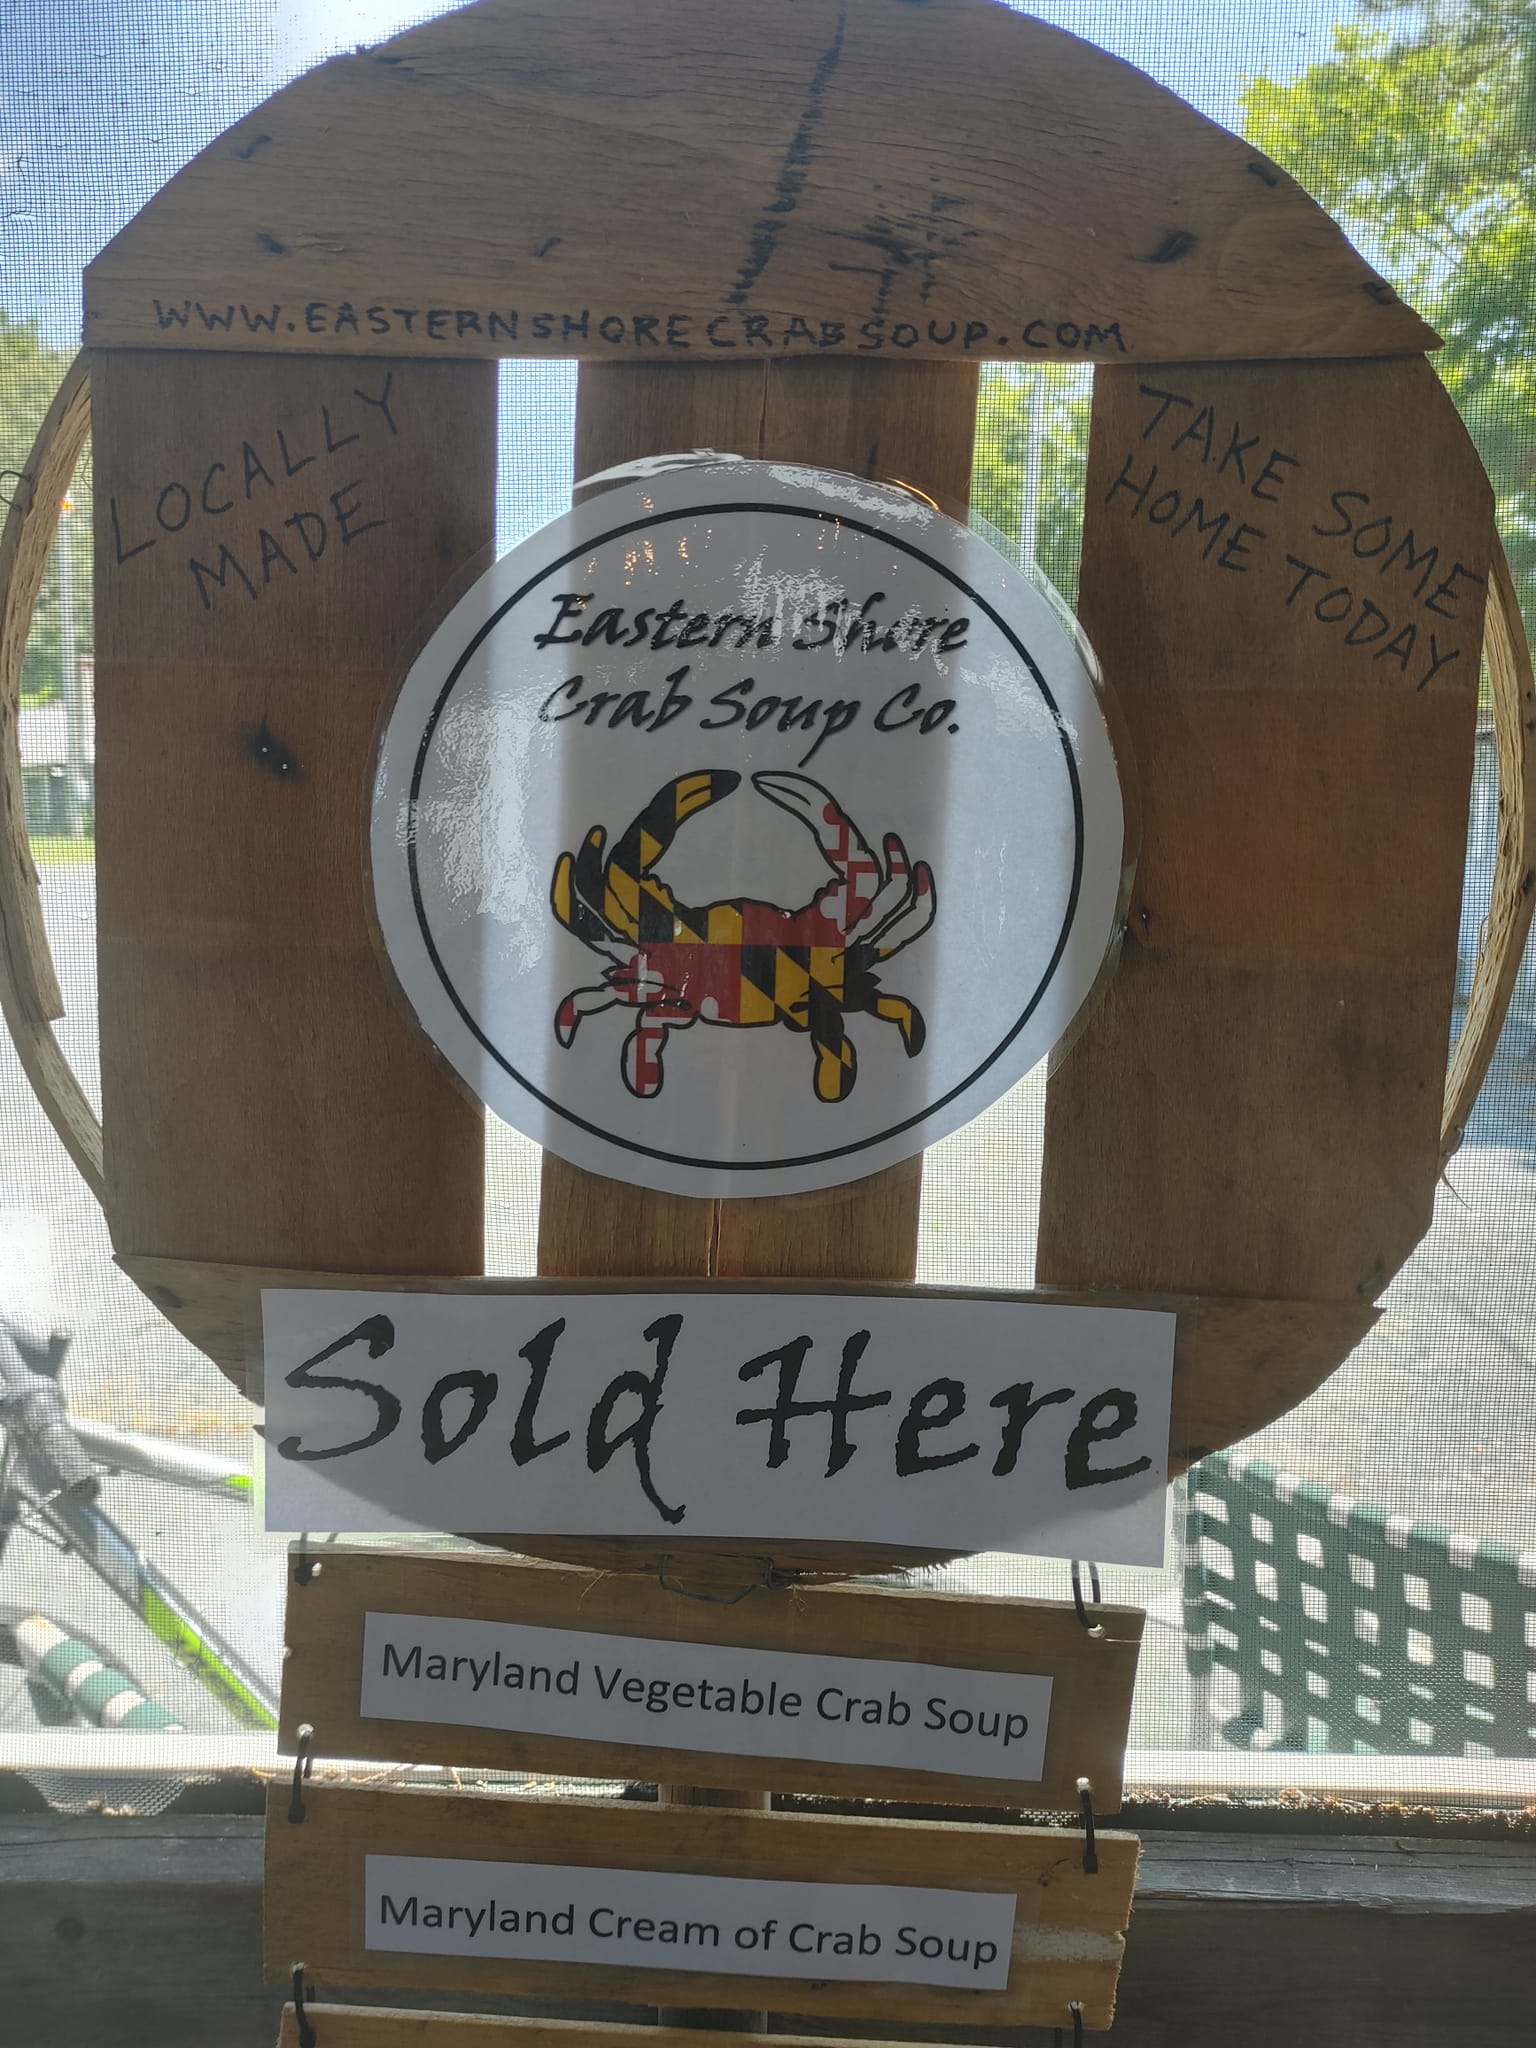 WWW.EASTERNSHORECRABSOUP.COM
LOCALLY
MADE
TAKE SOME
HOME TODAY
Eastern Shore
Crab Soup Co.
Sold Here
Maryland Vegetable Crab Soup
Maryland Cream of Crab Soup